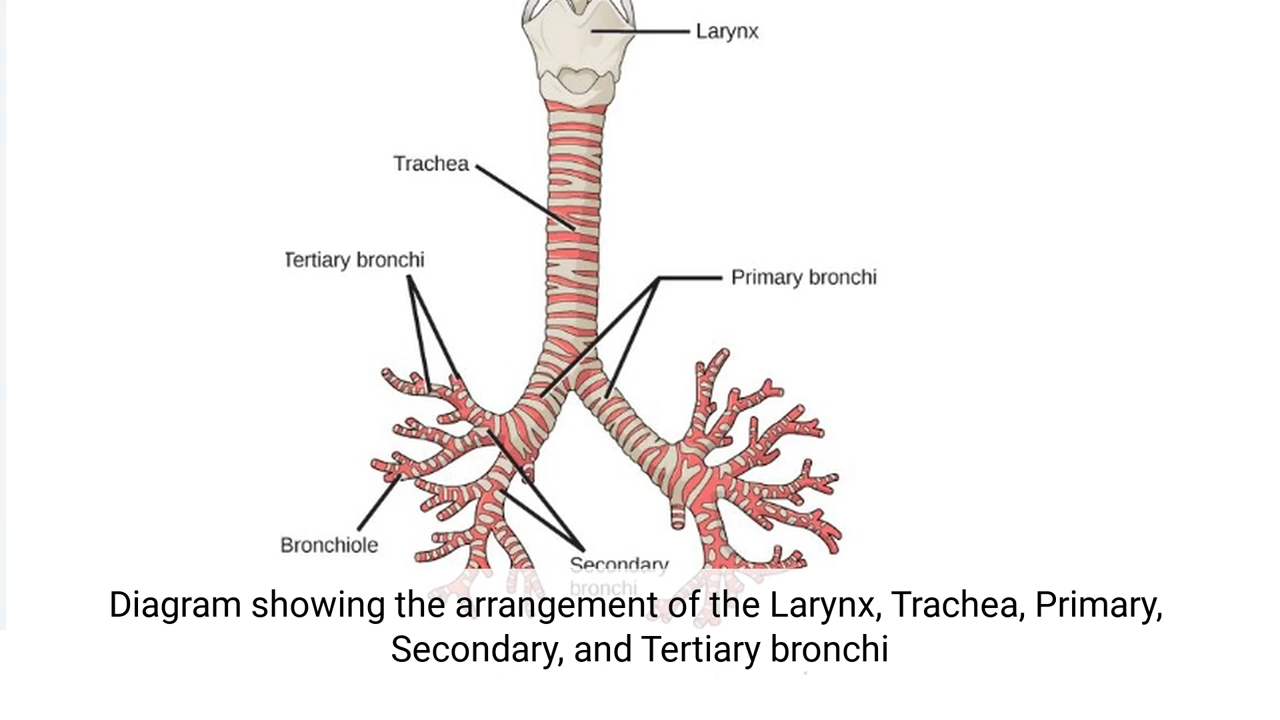 Larynx
Trachea
Tertiary bronchi
Primary bronchi
Bronchiole
Secondary
bronchi
Diagram showing the arrangement of the Larynx, Trachea, Primary,
Secondary, and Tertiary bronchi